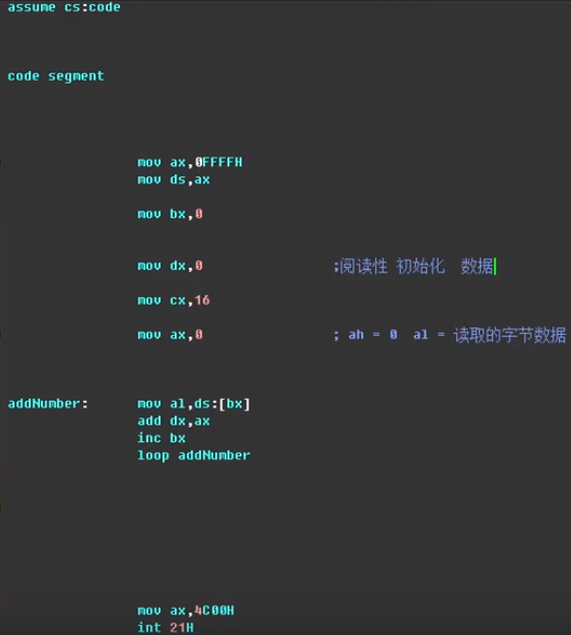 assume cs:code
code segment
mov ax,0FFFFH
mov ds,ax
mov bx,0
mov dx,0 ;阅读性 初始化 数据
mov cx,16
mov ax,0 ; ah = 0 al = 读取的字节数据
addNumber: mov al,ds:[bx]
add dx,ax
inc bx
loop addNumber
mov ax,4C00H
int 21H